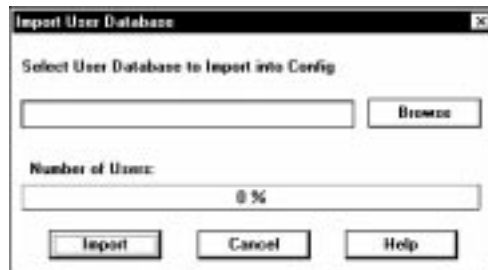 Import User Database
Select User Database to Import into Config
Browse
Number of Users:
0 %
Import Cancel Help